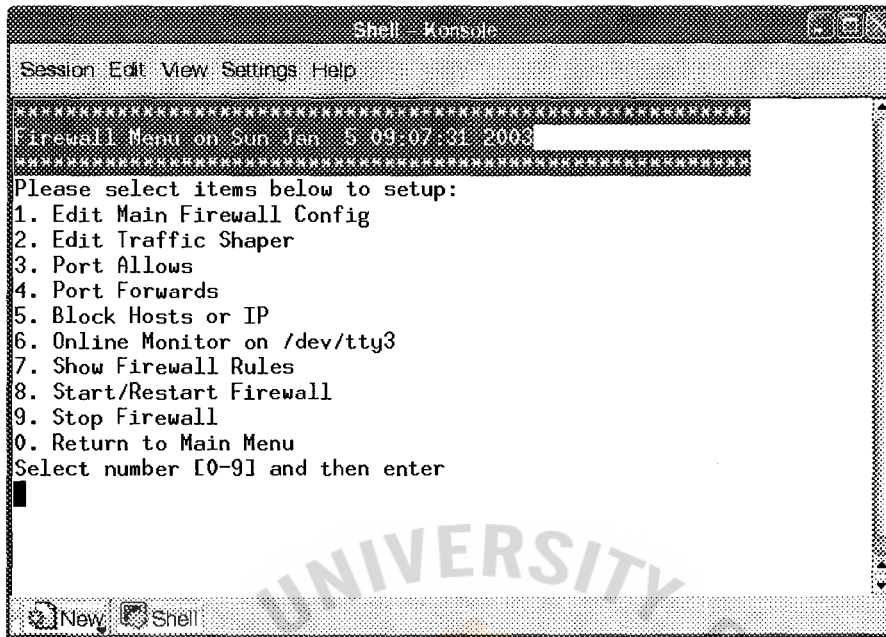 Shell - Konsole
Session Edit View Settings Help
****************************************************************
Firewall Menu on Sun Jan  5 09:07:31 2003
****************************************************************
Please select items below to setup:
1. Edit Main Firewall Config
2. Edit Traffic Shaper
3. Port Allows
4. Port Forwards
5. Block Hosts or IP
6. Online Monitor on /dev/tty3
7. Show Firewall Rules
8. Start/Restart Firewall
9. Stop Firewall
0. Return to Main Menu
Select number [0-9] and then enter
UNIVERSITY
New Shell